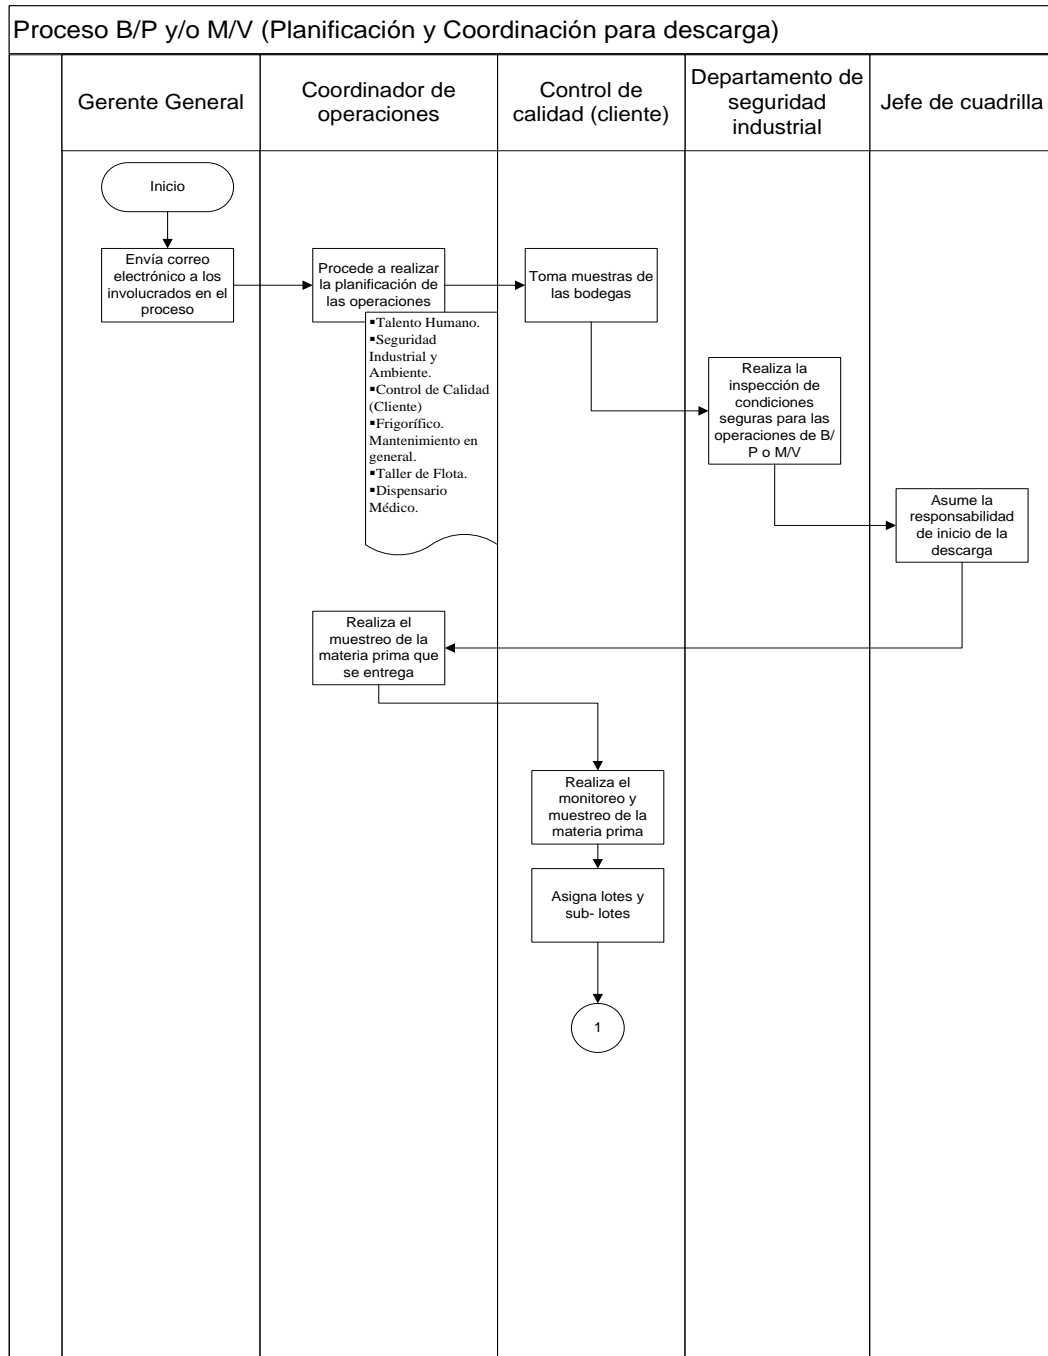 Proceso B/P y/o M/V (Planificación y Coordinación para descarga)
Gerente General
Coordinador de
operaciones
Control de
calidad (cliente)
Departamento de
seguridad
industrial
Jefe de cuadrilla
Inicio
Envía correo
electrónico a los
involucrados en el
proceso
Procede a realizar
la planificación de
las operaciones
▪Talento Humano.
▪Seguridad
Industrial y
Ambiente.
▪Control de Calidad
(Cliente)
▪Frigorífico.
Mantenimiento en
general.
▪Taller de Flota.
▪Dispensario
Médico.
Toma muestras de
las bodegas
Realiza la
inspección de
condiciones
seguras para las
operaciones de B/
P o M/V
Asume la
responsabilidad
de inicio de la
descarga
Realiza el
muestreo de la
materia prima que
se entrega
Realiza el
monitoreo y
muestreo de la
materia prima
Asigna lotes y
sub- lotes
1